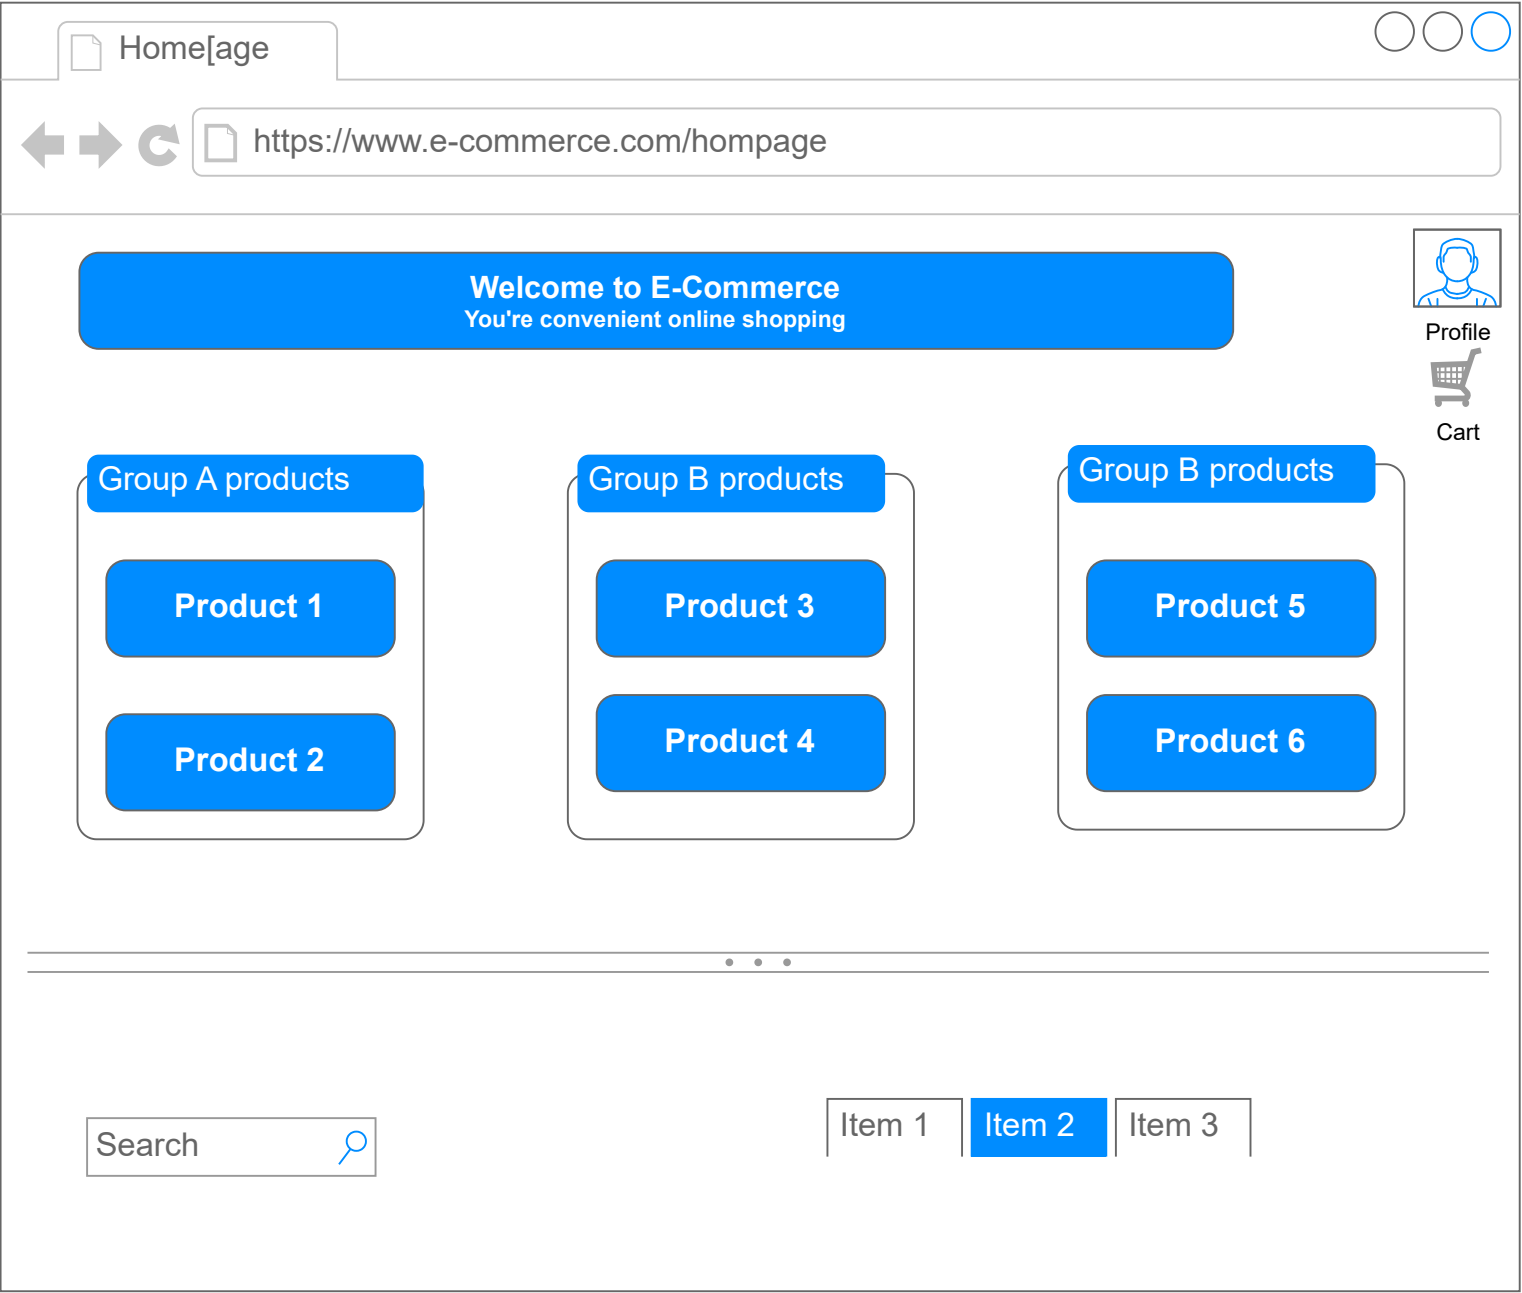 Home[age
https://www.e-commerce.com/hompage
Welcome to E-Commerce
You're convenient online shopping
Profile
Cart
Group A products
Product 1
Product 2
Group B products
Product 3
Product 4
Group B products
Product 5
Product 6
Search
Item 1
Item 2
Item 3